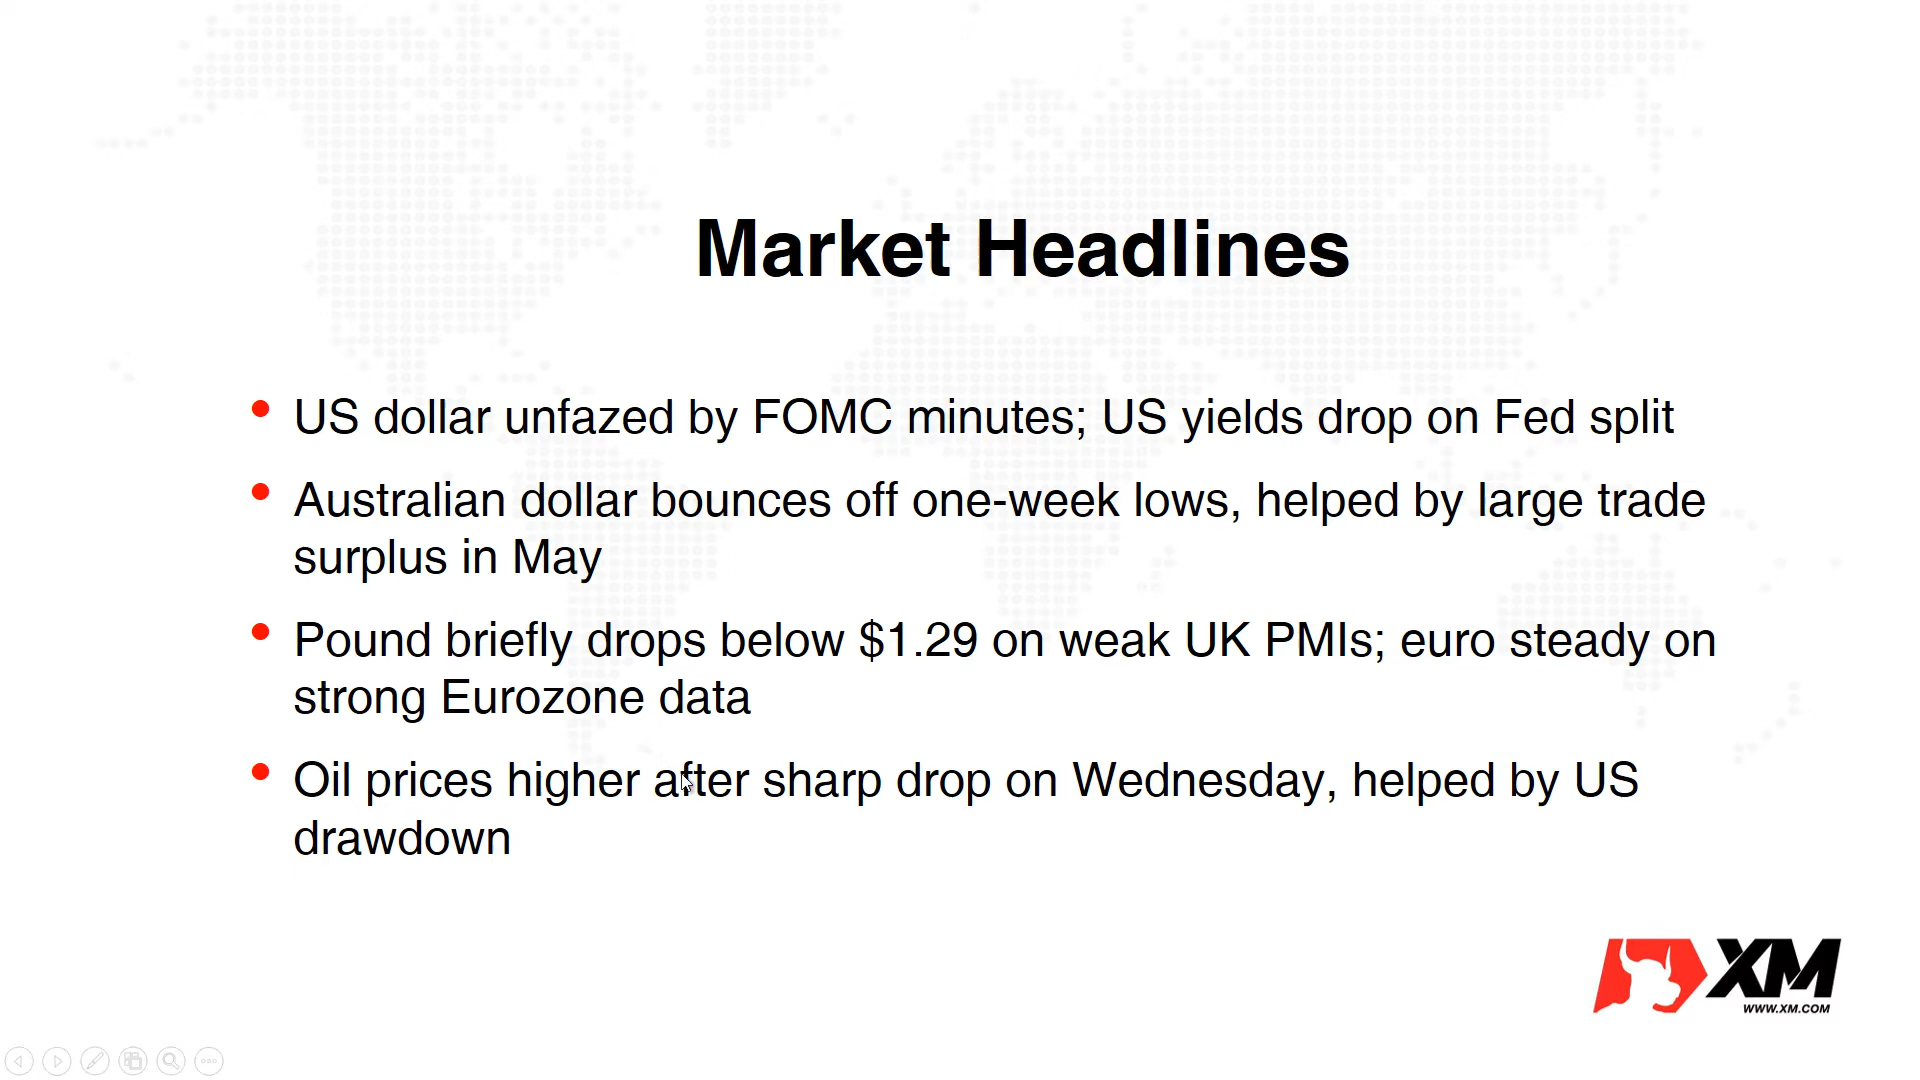 Market Headlines
US dollar unfazed by FOMC minutes; US yields drop on Fed split
Australian dollar bounces off one-week lows, helped by large trade
surplus in May
Pound briefly drops below $1.29 on weak UK PMIs; euro steady on
strong Eurozone data
Oil prices higher after sharp drop on Wednesday, helped by US
drawdown
XM
WWW.XM.COM